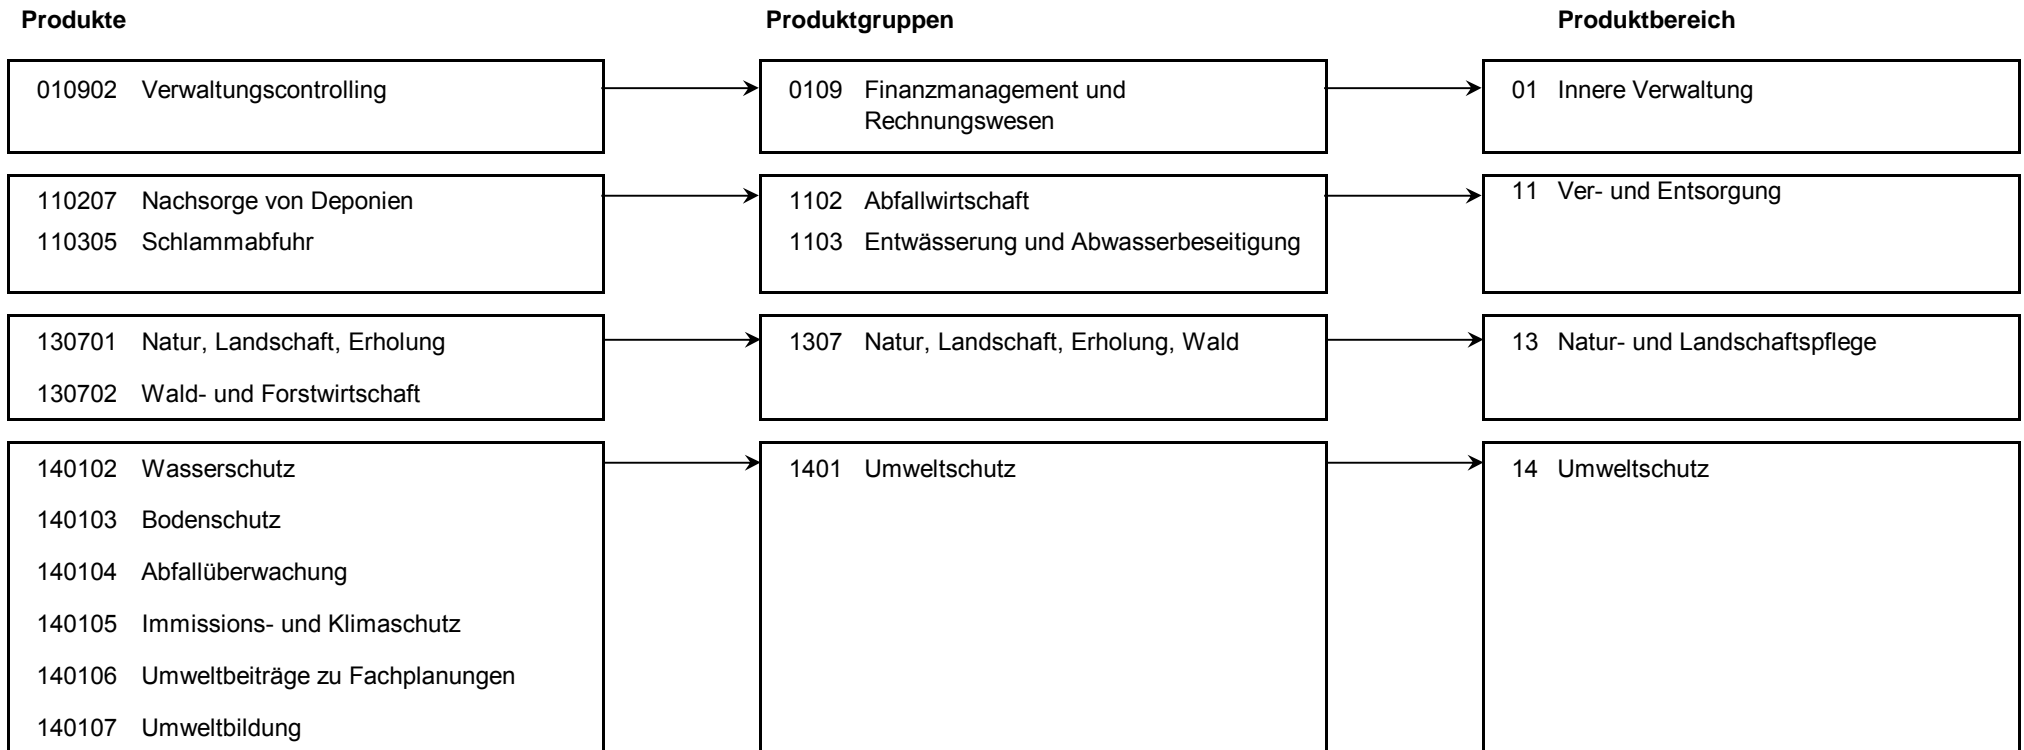 Produkte Produktgruppen Produktbereich
010902 Verwaltungscontrolling 0109 Finanzmanagement und 01 Innere Verwaltung
Rechnungswesen
110207 Nachsorge von Deponien 1102 Abfallwirtschaft 11 Ver- und Entsorgung
110305 Schlammabfuhr 1103 Entwässerung und Abwasserbeseitigung
130701 Natur, Landschaft, Erholung 1307 Natur, Landschaft, Erholung, Wald 13 Natur- und Landschaftspflege
130702 Wald- und Forstwirtschaft
140102 Wasserschutz 1401 Umweltschutz 14 Umweltschutz
140103 Bodenschutz
140104 Abfallüberwachung
140105 Immissions- und Klimaschutz
140106 Umweltbeiträge zu Fachplanungen
140107 Umweltbildung